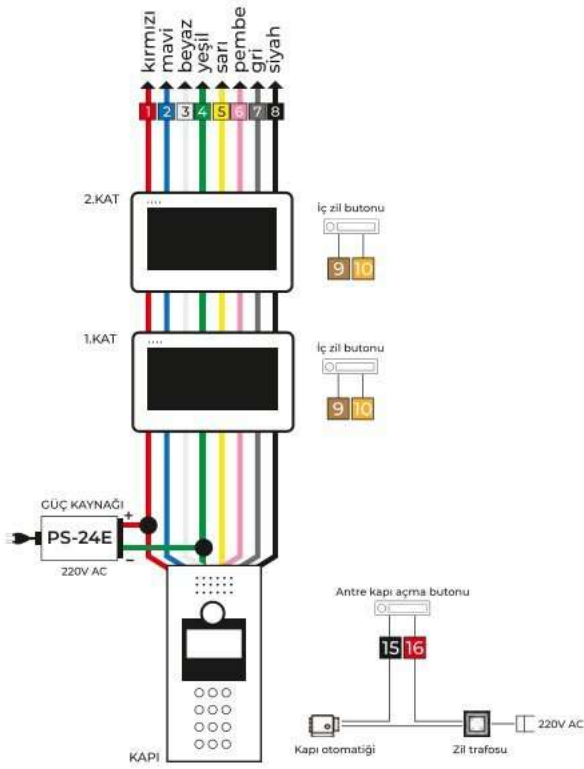 kırmızı
mavi
beyaz
yeşil
sarı
pembe
gri
siyah
1 2 3 4 5 6 7 8
2.KAT
İç zil butonu
9 10
1.KAT
İç zil butonu
9 10
GÜÇ KAYNAĞI +
PS-24E
220V AC –
Antre kapı açma butonu
15 16
220V AC
Kapı otomatiği
Zil trafosu
KAPI